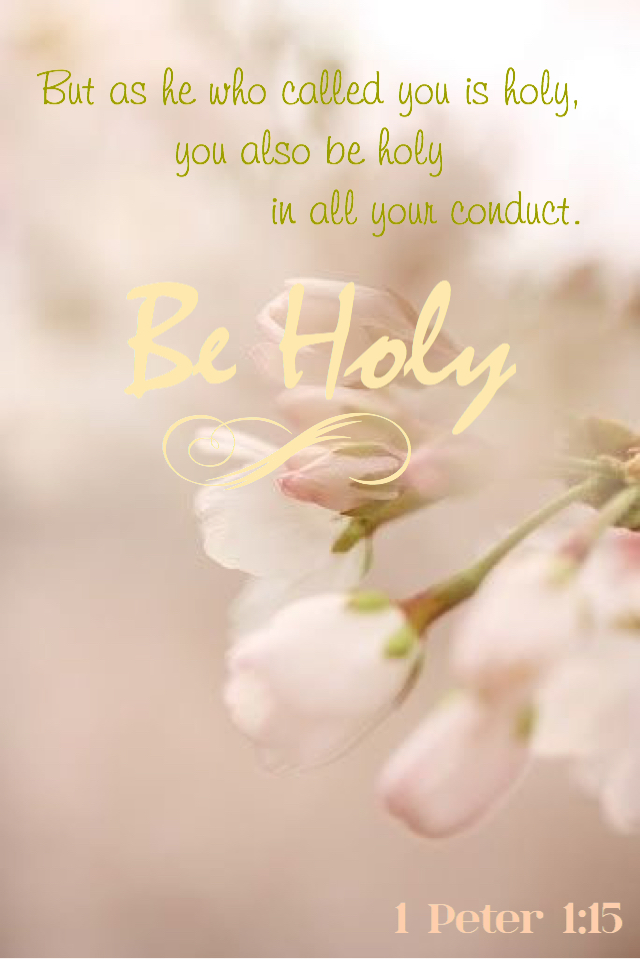 But as he who called you is holy,
you also be holy
in all your conduct.
Be Holy
1 Peter 1:15